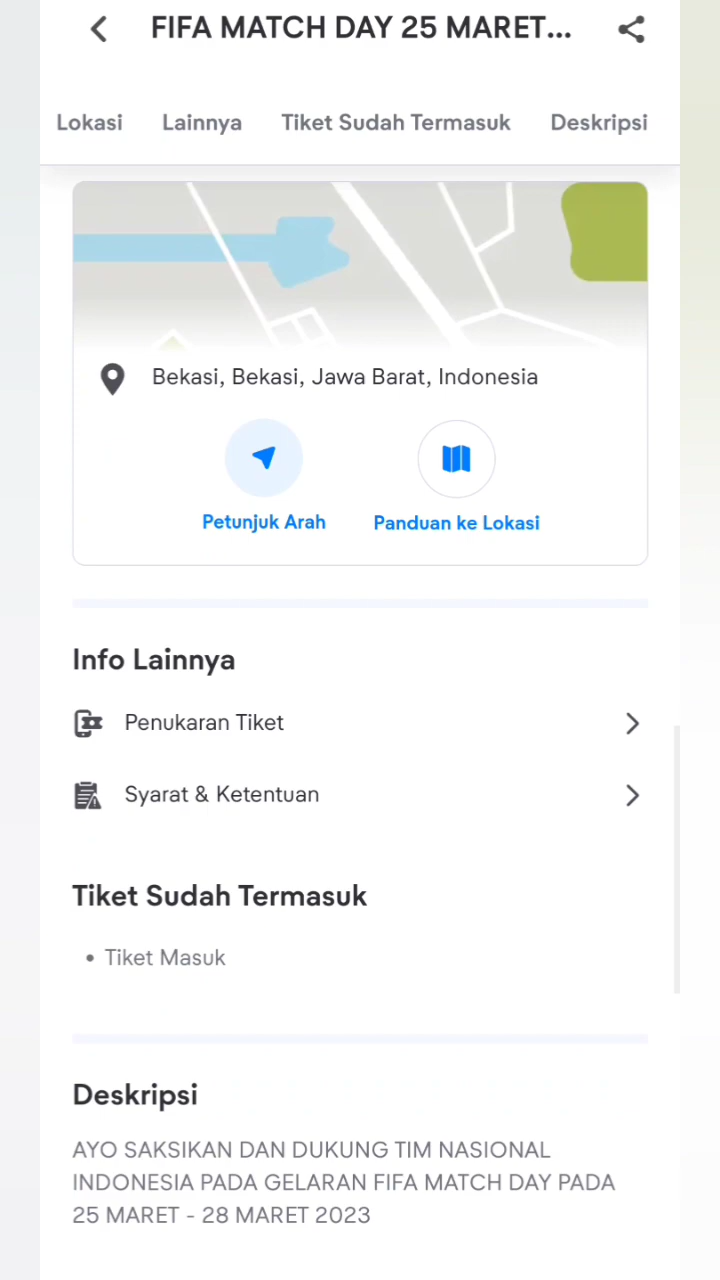 FIFA MATCH DAY 25 MARET...
Lokasi
Lainnya
Tiket Sudah Termasuk
Deskripsi
Bekasi, Bekasi, Jawa Barat, Indonesia
Petunjuk Arah
Panduan ke Lokasi
Info Lainnya
Penukaran Tiket
Syarat & Ketentuan
Tiket Sudah Termasuk
• Tiket Masuk
Deskripsi
AYO SAKSIKAN DAN DUKUNG TIM NASIONAL
INDONESIA PADA GELARAN FIFA MATCH DAY PADA
25 MARET - 28 MARET 2023